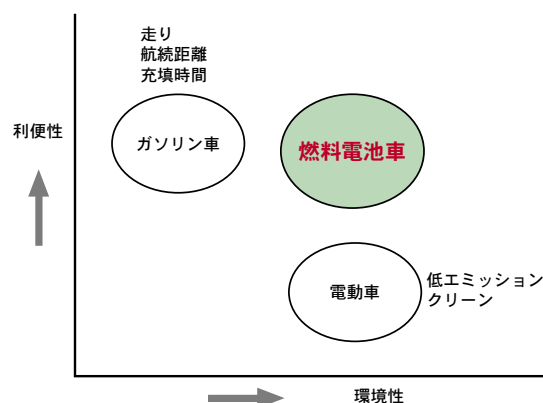 走り
航続距離
充填時間
利便性
ガソリン車
燃料電池車
電動車
低エミッション
クリーン
環境性